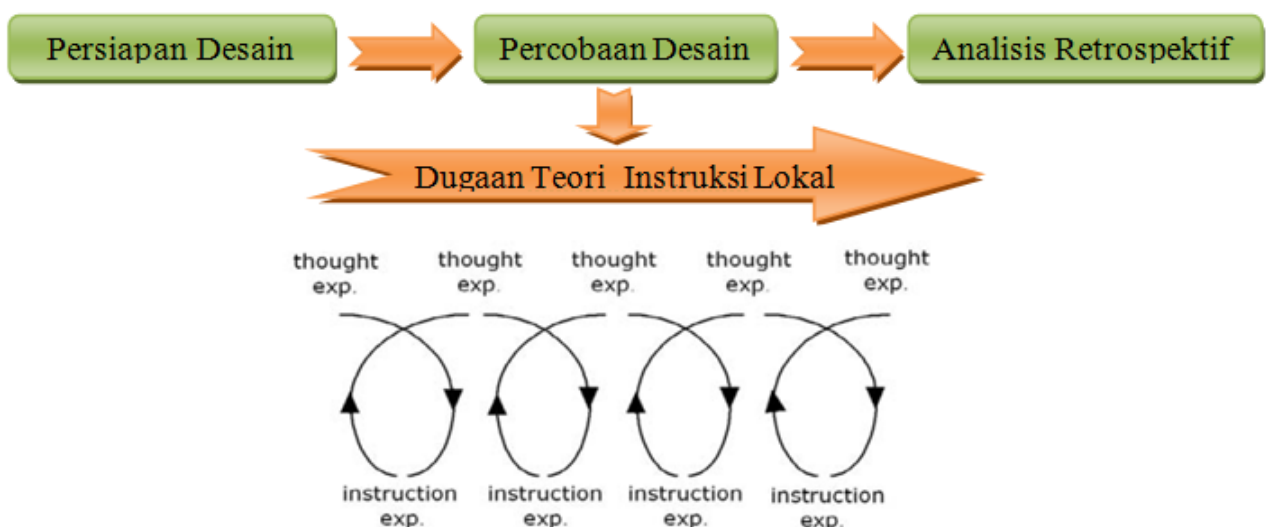 Persiapan Desain
Percobaan Desain
Analisis Retrospektif
Dugaan Teori Instruksi Lokal
thought
exp.
thought
exp.
thought
exp.
thought
exp.
thought
exp.
instruction
exp.
instruction
exp.
instruction
exp.
instruction
exp.